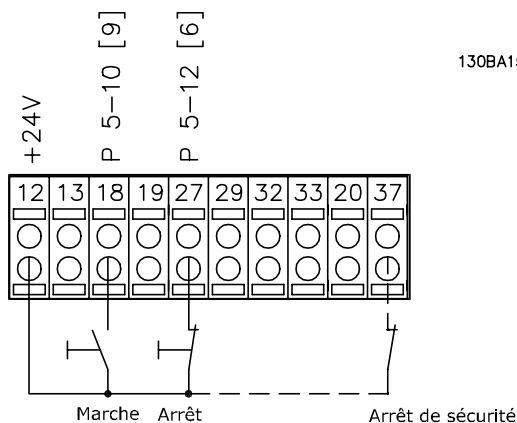 130BA15
+24V
P 5-10 [9]
P 5-12 [6]
12 13 18 19 27 29 32 33 20 37
Marche Arrêt Arrêt de sécurité